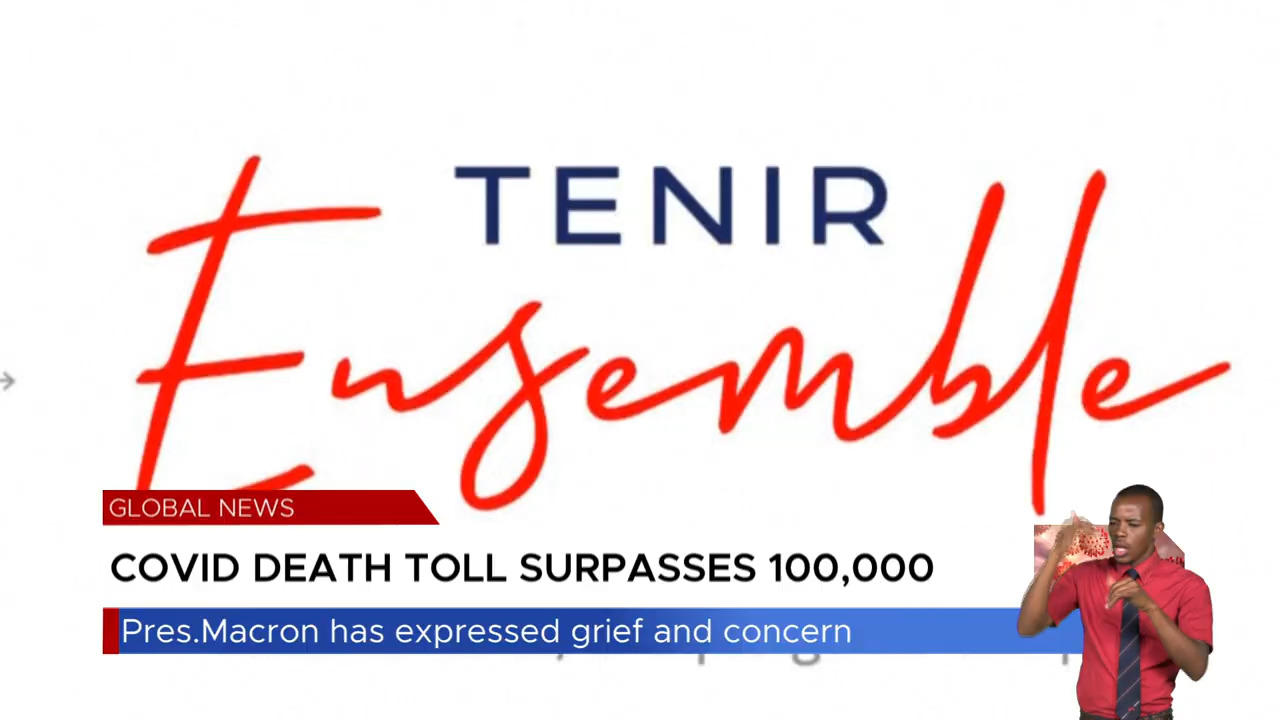 TENIR
Ensemble
GLOBAL NEWS
COVID DEATH TOLL SURPASSES 100,000
Pres.Macron has expressed grief and concern